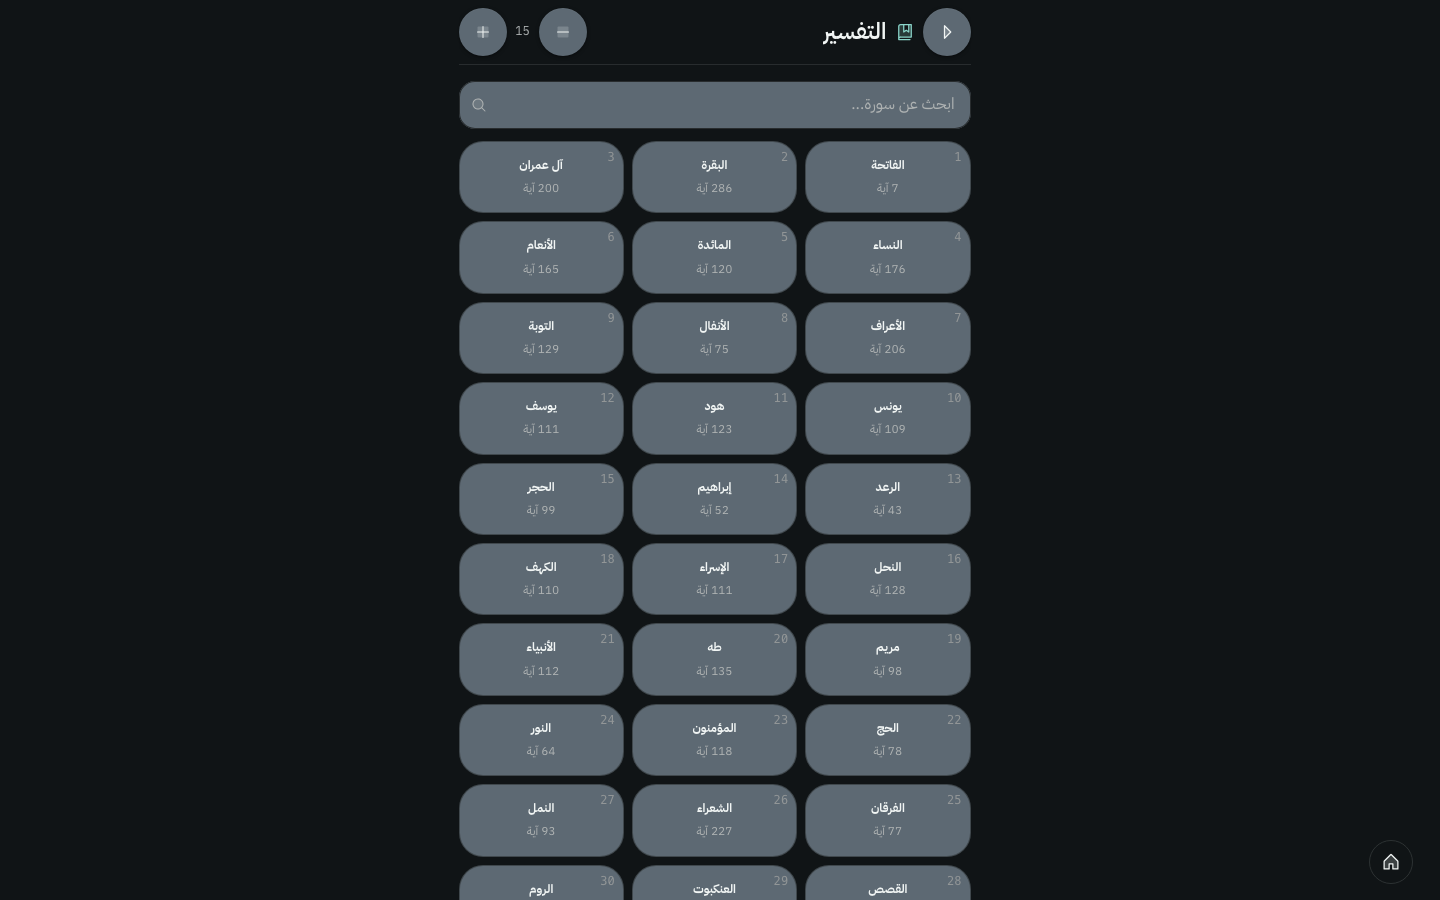 التفسير
15
ابحث عن سورة...
1
الفاتحة
7 آية
2
البقرة
286 آية
3
آل عمران
200 آية
4
النساء
176 آية
5
المائدة
120 آية
6
الأنعام
165 آية
7
الأعراف
206 آية
8
الأنفال
75 آية
9
التوبة
129 آية
10
يونس
109 آية
11
هود
123 آية
12
يوسف
111 آية
13
الرعد
43 آية
14
إبراهيم
52 آية
15
الحجر
99 آية
16
النحل
128 آية
17
الإسراء
111 آية
18
الكهف
110 آية
19
مريم
98 آية
20
طه
135 آية
21
الأنبياء
112 آية
22
الحج
78 آية
23
المؤمنون
118 آية
24
النور
64 آية
25
الفرقان
77 آية
26
الشعراء
227 آية
27
النمل
93 آية
28
القصص
29
العنكبوت
30
الروم